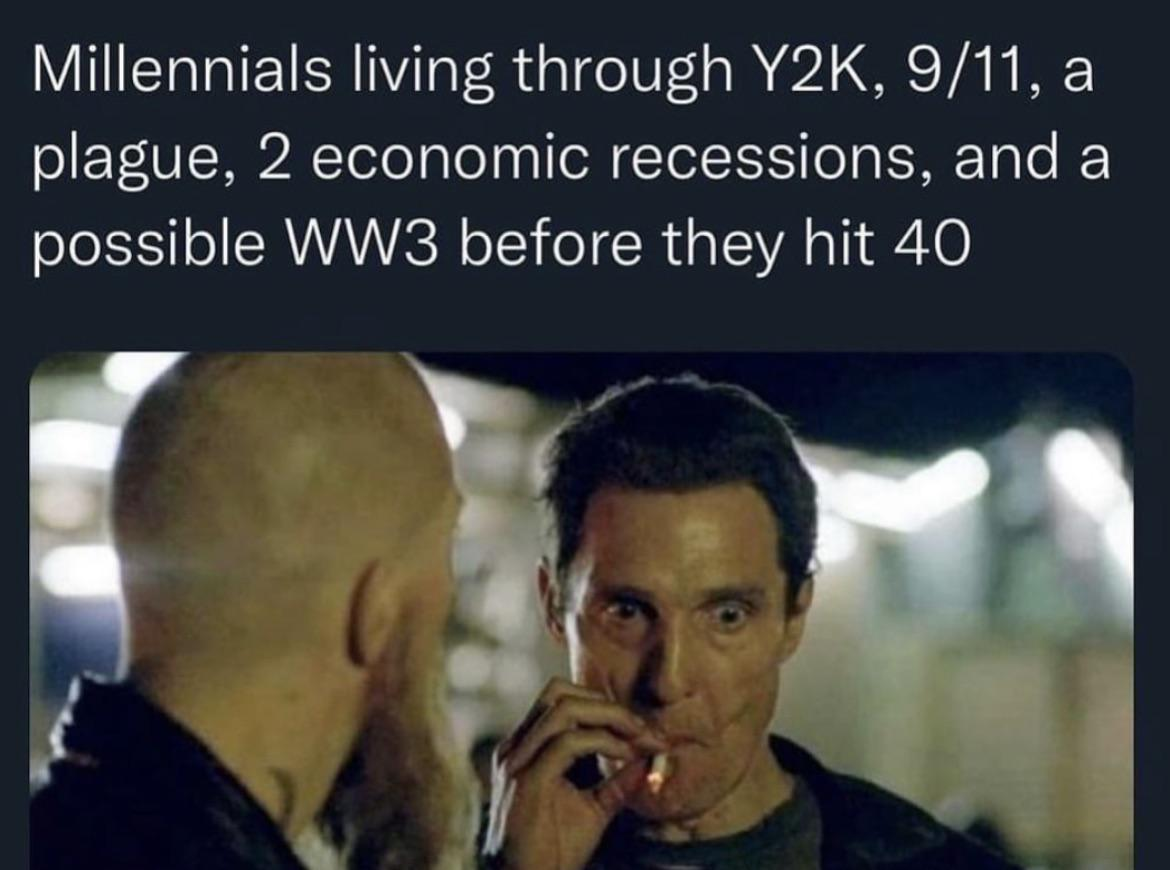 Millennials living through Y2K, 9/11, a
plague, 2 economic recessions, and a
possible WW3 before they hit 40